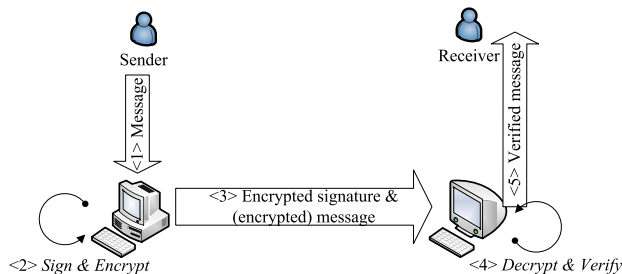 Sender
Receiver
<1> Message
<5> Verified message
<3> Encrypted signature &
(encrypted) message
<2> Sign & Encrypt
<4> Decrypt & Verify